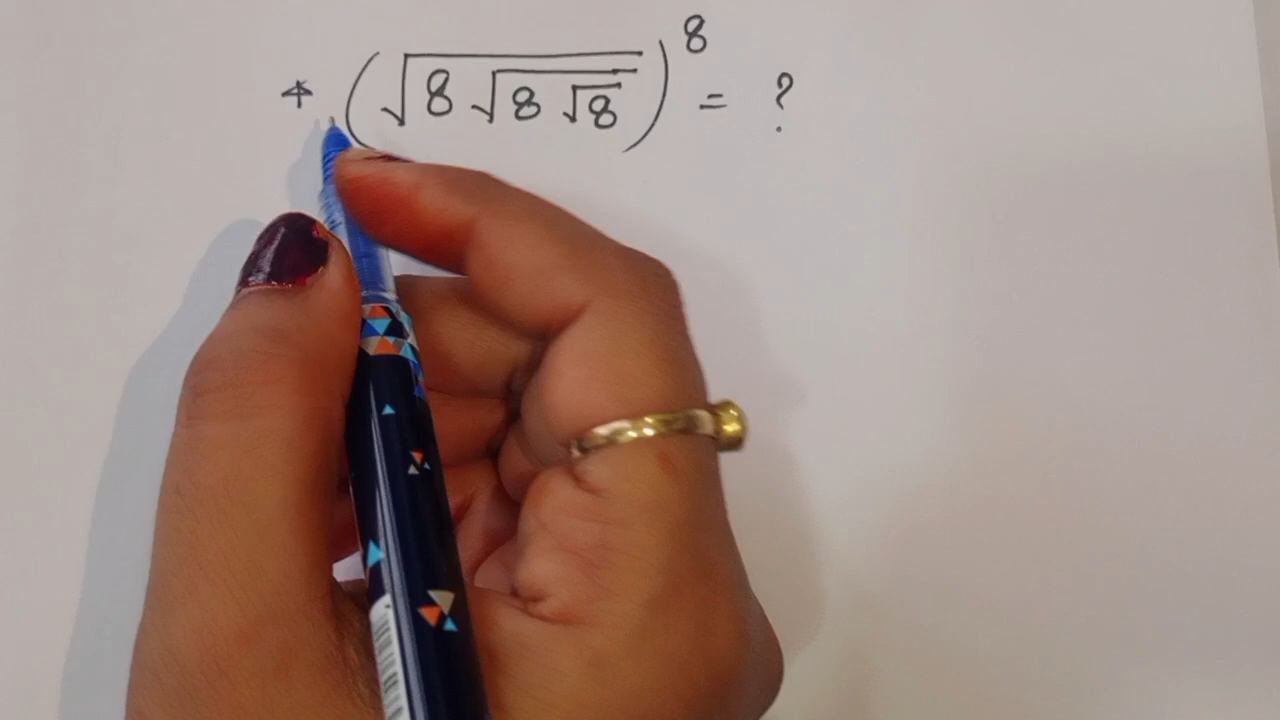 * (√(8√(8√8)))⁸ = ?